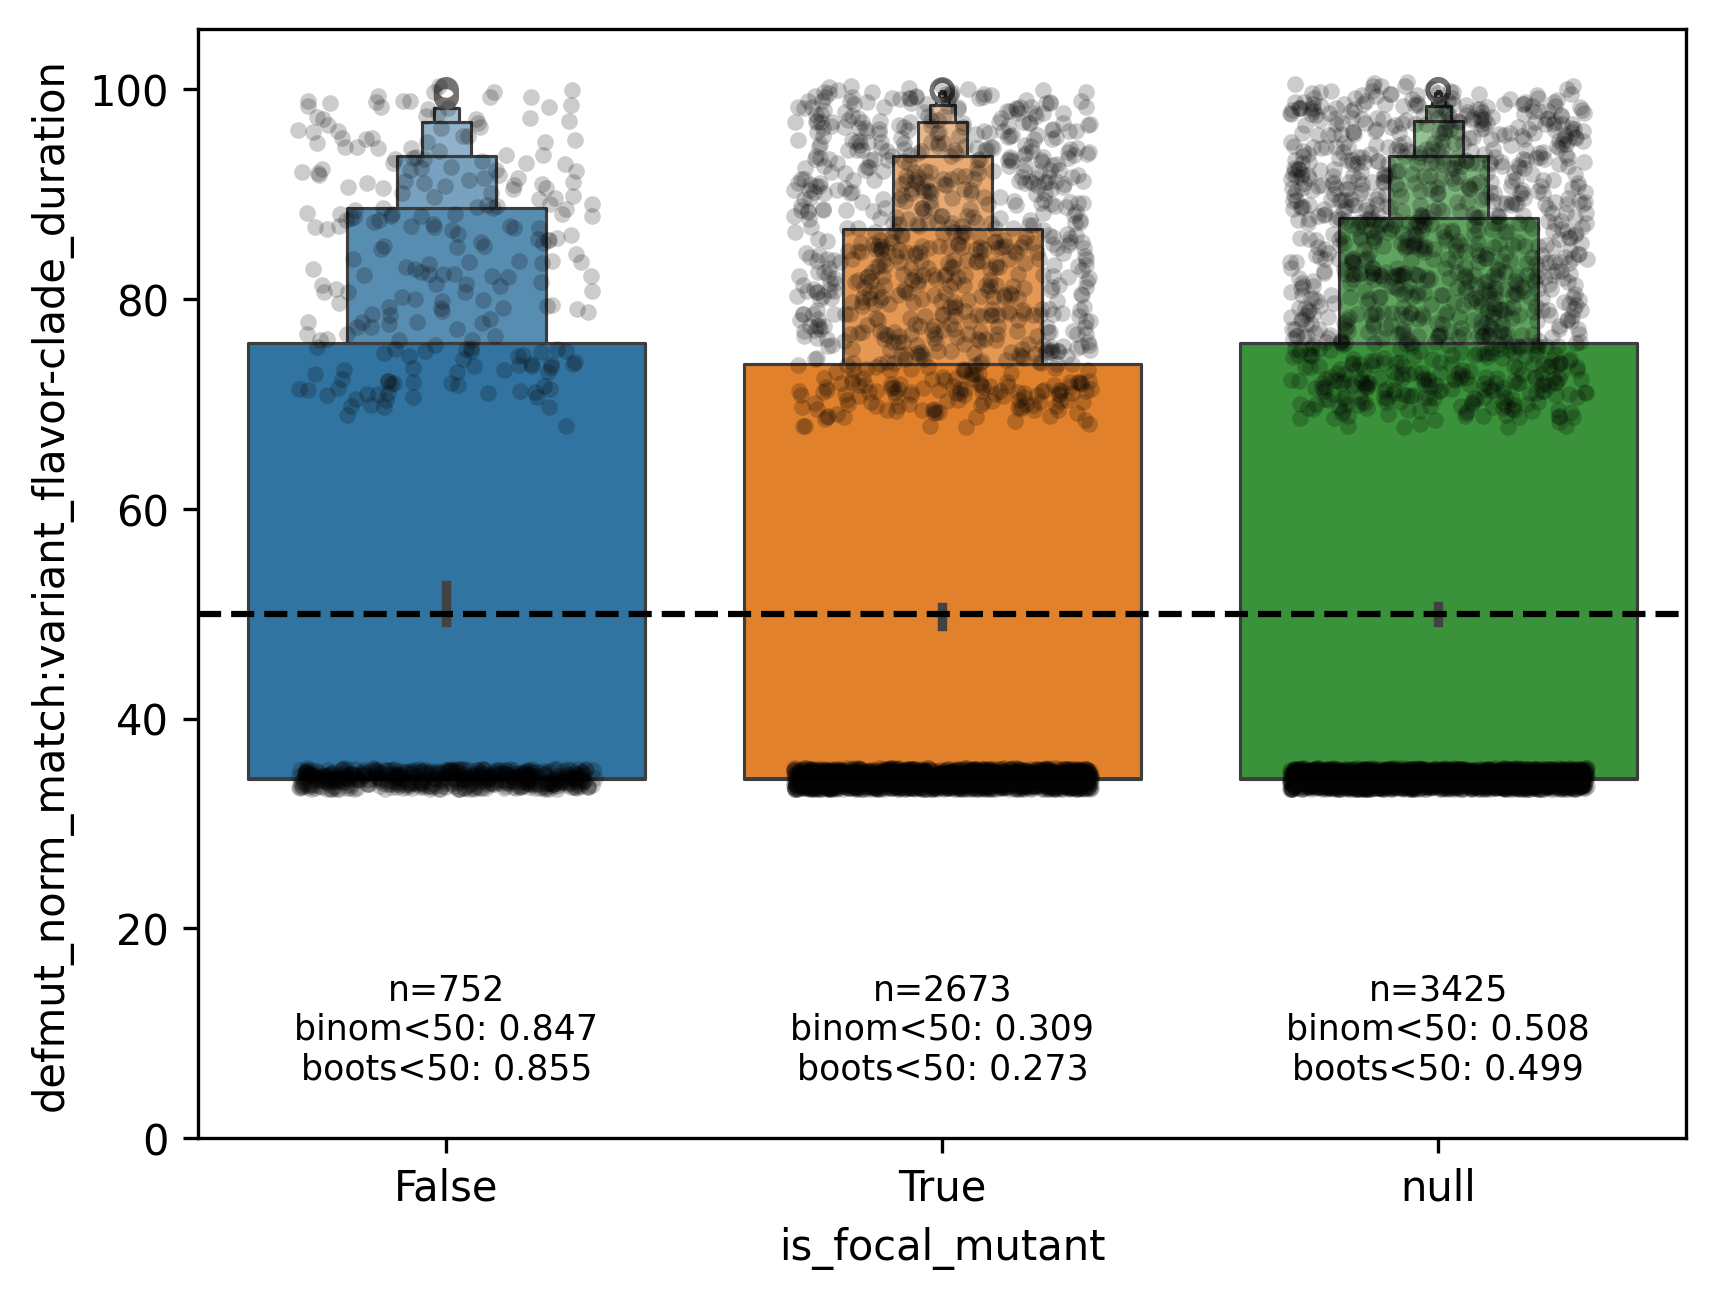 defmut_norm_match:variant_flavor-clade_duration
100
80
60
40
20
0
n=752
binom<50: 0.847
boots<50: 0.855
n=2673
binom<50: 0.309
boots<50: 0.273
n=3425
binom<50: 0.508
boots<50: 0.499
False
True
null
is_focal_mutant